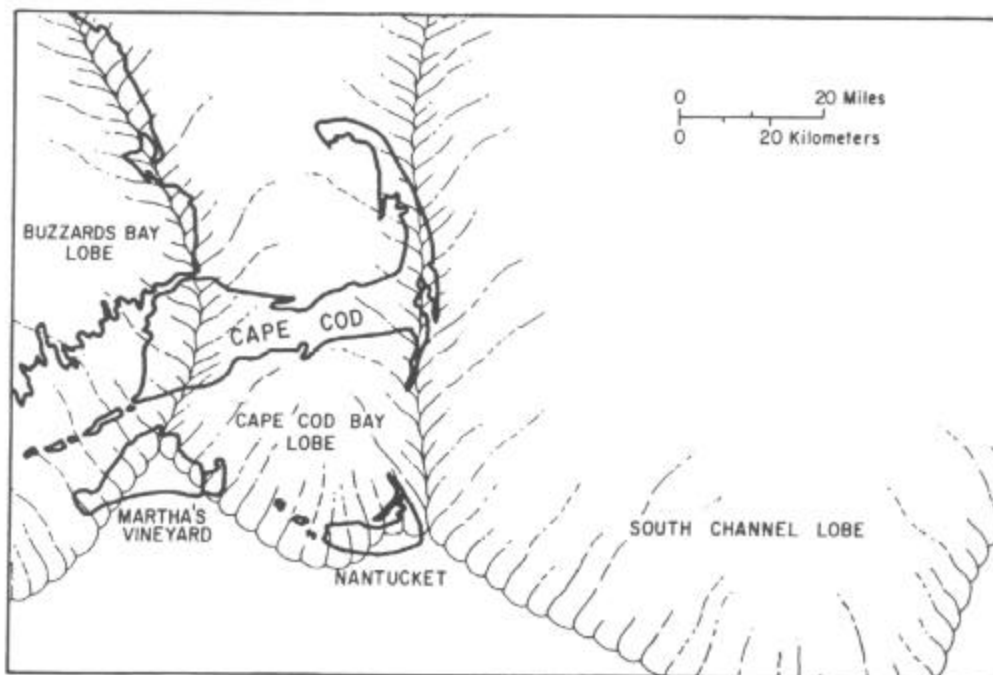 0 20 Miles
0 20 Kilometers
BUZZARDS BAY
LOBE
CAPE COD
CAPE COD BAY
LOBE
MARTHA'S
VINEYARD
NANTUCKET
SOUTH CHANNEL LOBE